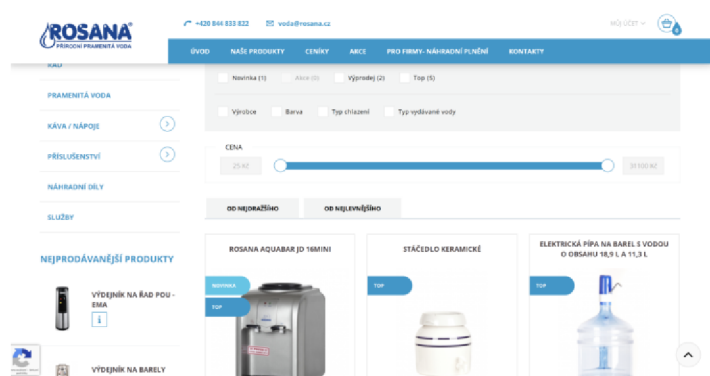 ROSANA®
PŘÍRODNÍ PRAMENITÁ VODA
+420 844 833 822
voda@rosana.cz
MŮJ ÚČET
0
ÚVOD
NAŠE PRODUKTY
CENÍKY
AKCE
PRO FIRMY- NÁHRADNÍ PLNĚNÍ
KONTAKTY
ŘAD
PRAMENITÁ VODA
KÁVA / NÁPOJE
PŘÍSLUŠENSTVÍ
NÁHRADNÍ DÍLY
SLUŽBY
NEJPRODÁVANĚJŠÍ PRODUKTY
VÝDEJNÍK NA ŘAD POU -
EMA
i
VÝDEJNÍK NA BARELY
Novinka (1)
Akce (0)
Výprodej (2)
Top (5)
Výrobce
Barva
Typ chlazení
Typ vydávané vody
CENA
25 Kč
OD NEJDRAŽŠÍHO
OD NEJLEVNĚJŠÍHO
ROSANA AQUABAR JD 16MINI
NOVINKA
TOP
STÁČEDLO KERAMICKÉ
TOP
ELEKTRICKÁ PÍPA NA BAREL S VODOU
O OBSAHU 18,9 L A 11,3 L
TOP